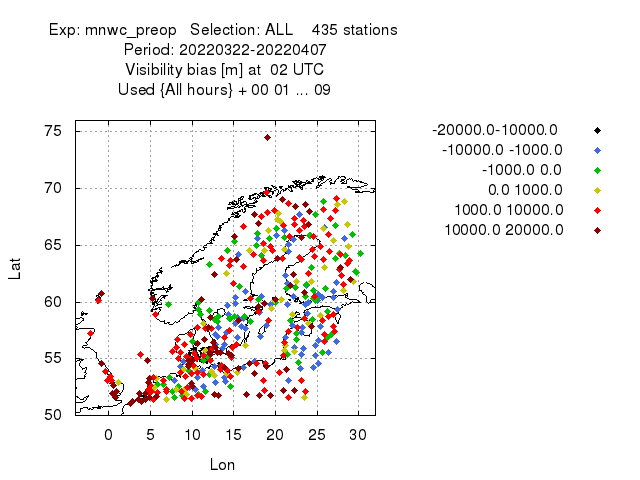 Exp: mnwc_preop Selection: ALL 435 stations
Period: 20220322-20220407
Visibility bias [m] at 02 UTC
Used {All hours} + 00 01 ... 09
-20000.0-10000.0
-10000.0 -1000.0
-1000.0 0.0
0.0 1000.0
1000.0 10000.0
10000.0 20000.0
75
70
65
60
55
50
Lat
0 5 10 15 20 25 30
Lon